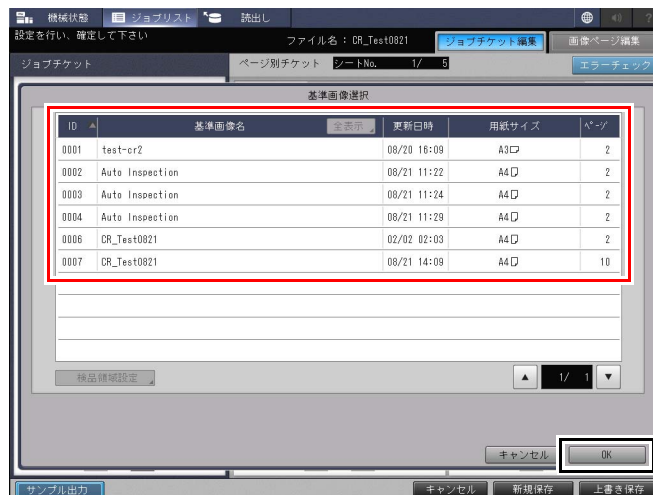 機械状態 ジョブリスト 読出し
設定を行い、確定して下さい ファイル名：CR_Test0821 ジョブチケット編集 画像ページ編集
ジョブチケット ページ別チケット シートNo. 1/ 5 エラーチェック
基準画像選択
ID 基準画像名 全表示 更新日時 用紙サイズ ﾍﾟｰｼﾞ
0001 test-cr2 08/20 16:09 A3 2
0002 Auto Inspection 08/21 11:22 A4 2
0003 Auto Inspection 08/21 11:24 A4 2
0004 Auto Inspection 08/21 11:29 A4 2
0006 CR_Test0821 02/02 02:03 A4 2
0007 CR_Test0821 08/21 14:09 A4 10
検品領域設定 1/ 1
キャンセル OK
サンプル出力 キャンセル 新規保存 上書き保存